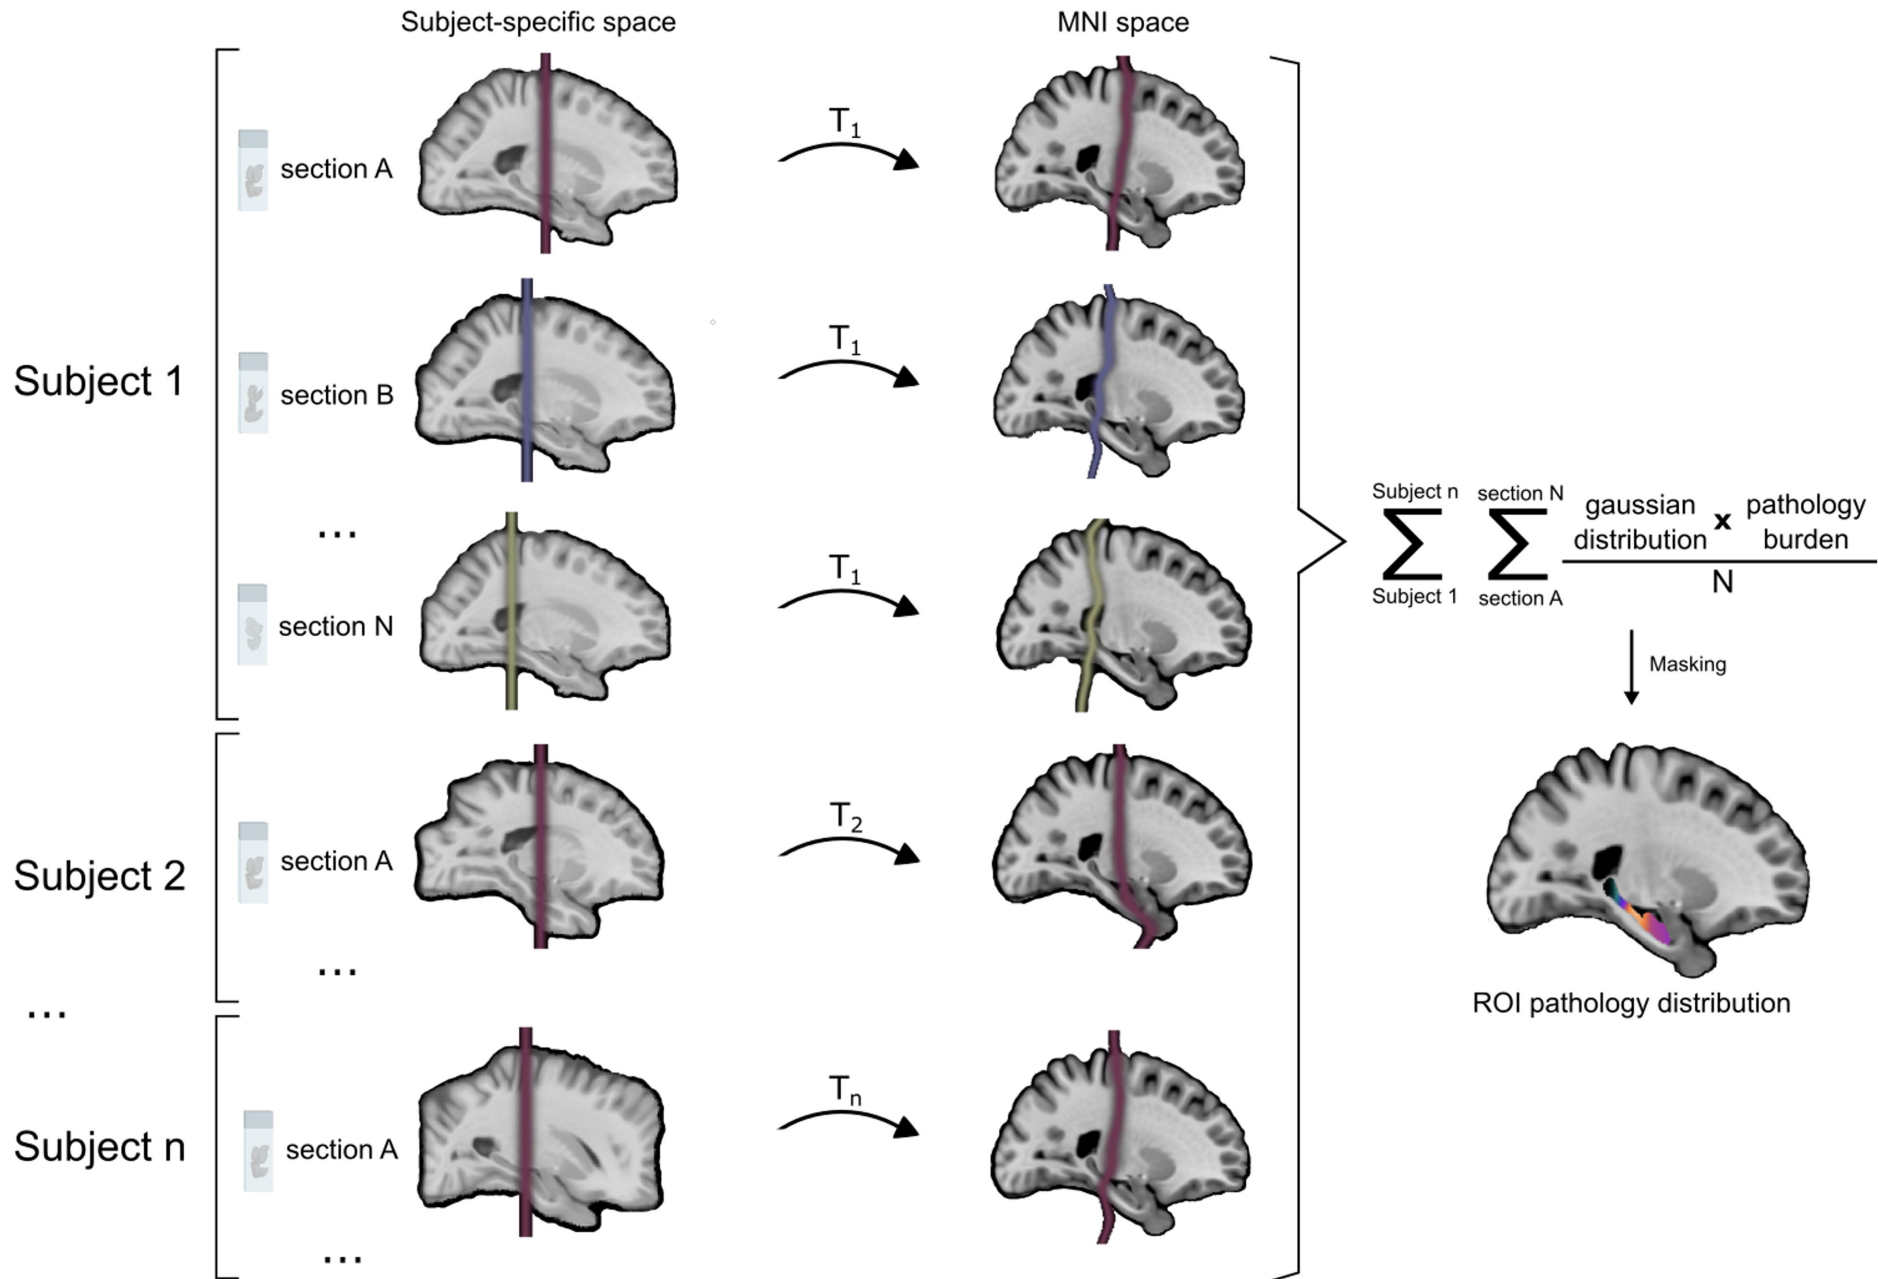 Subject-specific space
MNI space
Subject 1
section A
T1
section B
T1
...
section N
T1
Subject 2
section A
T2
...
...
Subject n
section A
Tn
...
Subject n
section N
∑ ∑
gaussian
distribution
x
pathology
burden
N
Subject 1
section A
Masking
ROI pathology distribution